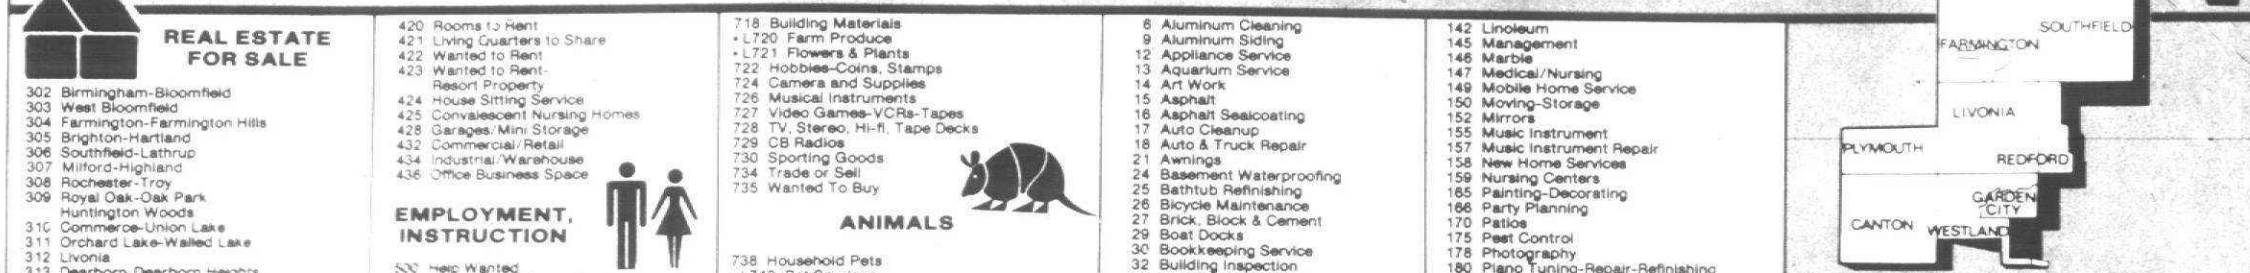 REAL ESTATE
FOR SALE
302 Birmingham-Bloomfield
303 West Bloomfield
304 Farmington-Farmington Hills
305 Brighton-Hartland
306 Southfield-Lathrup
307 Milford-Highland
308 Rochester-Troy
309 Royal Oak-Oak Park
Huntington Woods
310 Commerce-Union Lake
311 Orchard Lake-Walled Lake
312 Livonia
313 Dearborn-Dearborn Heights
420 Rooms to Rent
421 Living Quarters to Share
422 Wanted to Rent
423 Wanted to Rent-
Resort Property
424 House Sitting Service
425 Convalescent Nursing Homes
428 Garages/Mini Storage
432 Commercial/Retail
434 Industrial/Warehouse
436 Office Business Space
EMPLOYMENT,
INSTRUCTION
500 Help Wanted
718 Building Materials
• L720 Farm Produce
• L721 Flowers & Plants
722 Hobbies-Coins, Stamps
724 Camera and Supplies
726 Musical Instruments
727 Video Games-VCRs-Tapes
728 TV, Stereo, Hi-fi, Tape Decks
729 CB Radios
730 Sporting Goods
734 Trade or Sell
735 Wanted To Buy
ANIMALS
738 Household Pets
6 Aluminum Cleaning
9 Aluminum Siding
12 Appliance Service
13 Aquarium Service
14 Art Work
15 Asphalt
16 Asphalt Sealcoating
17 Auto Cleanup
18 Auto & Truck Repair
21 Awnings
24 Basement Waterproofing
25 Bathtub Refinishing
26 Bicycle Maintenance
27 Brick, Block & Cement
29 Boat Docks
30 Bookkeeping Service
32 Building Inspection
142 Linoleum
145 Management
146 Marble
147 Medical/Nursing
149 Mobile Home Service
150 Moving-Storage
152 Mirrors
155 Music Instrument
157 Music Instrument Repair
158 New Home Services
159 Nursing Centers
165 Painting-Decorating
166 Party Planning
170 Patios
175 Pest Control
178 Photography
180 Piano Tuning-Repair-Refinishing
SOUTHFIELD
FARMINGTON
LIVONIA
PLYMOUTH
REDFORD
GARDEN
CITY
CANTON
WESTLAND